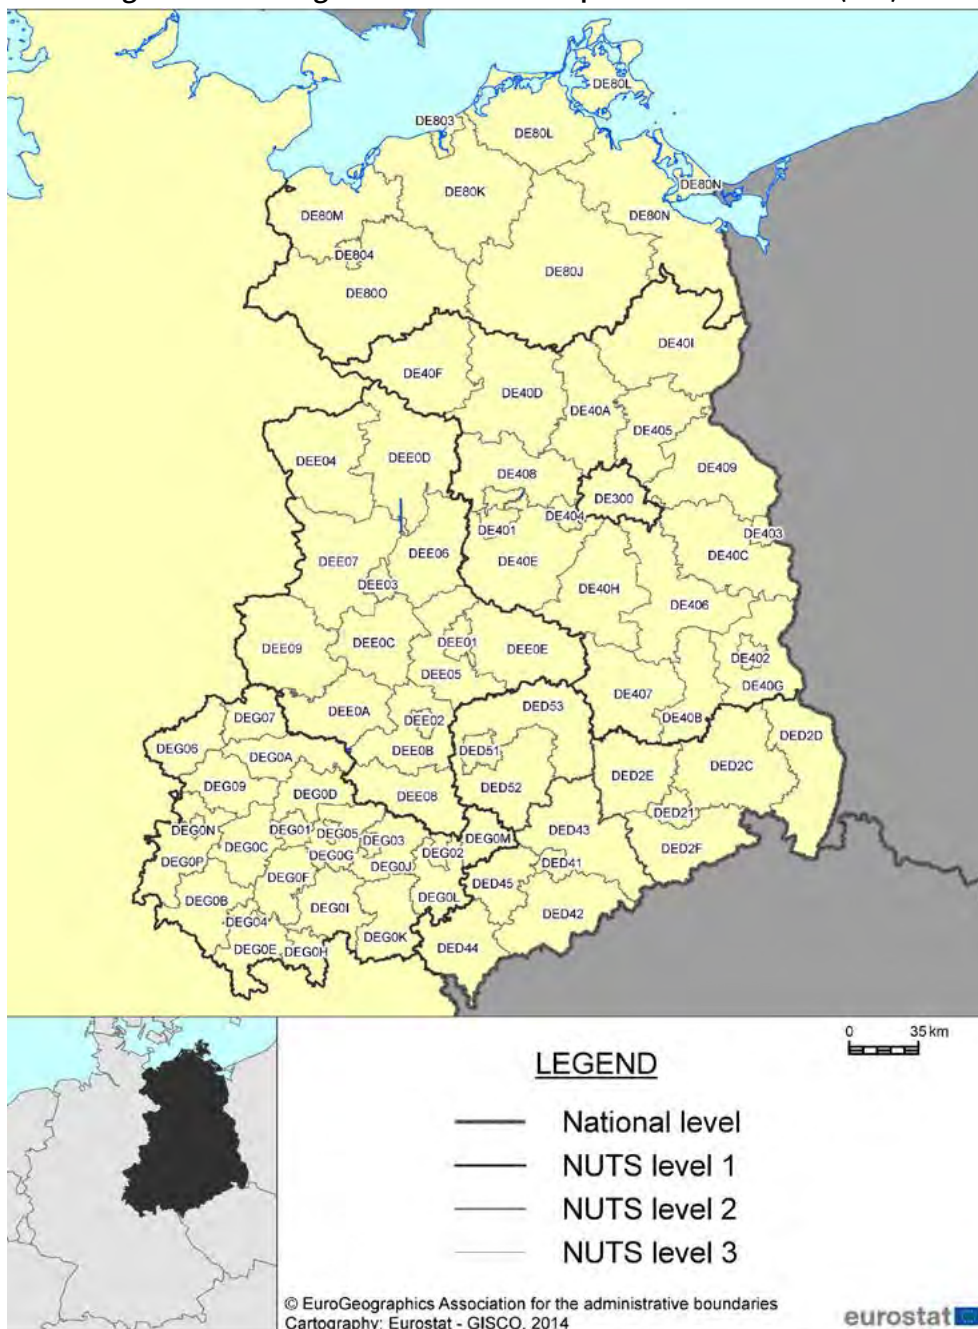 DE80L
DE803
DE80L
DE80K
DE80N
DE80M
DE80N
DE804
DE80J
DE80O
DE40I
DE40F
DE40D
DE40A
DE405
DEE04
DEE0D
DE408
DE409
DE300
DE401
DE404
DE403
DEE06
DE40C
DEE07
DE40E
DEE03
DE40H
DE406
DEE09
DEE0C
DEE01
DEE0E
DE402
DEE05
DE407
DE40G
DEE0A
DEG07
DEE02
DED53
DE40B
DEG06
DEG0A
DEE0B
DED51
DED2D
DEG09
DEG0D
DEE08
DED52
DED2E
DED2C
DEG0N
DEG01
DEG05
DEG03
DEG0M
DED43
DED21
DEG0P
DEG0C
DEG0G
DEG0J
DEG02
DED41
DED2F
DEG0F
DED45
DEG0B
DEG0I
DEG0L
DED42
DEG04
DEG0E
DEG0H
DEG0K
DED44
0 35 km
LEGEND
National level
NUTS level 1
NUTS level 2
NUTS level 3
© EuroGeographics Association for the administrative boundaries
Cartography: Eurostat - GISCO, 2014
eurostat